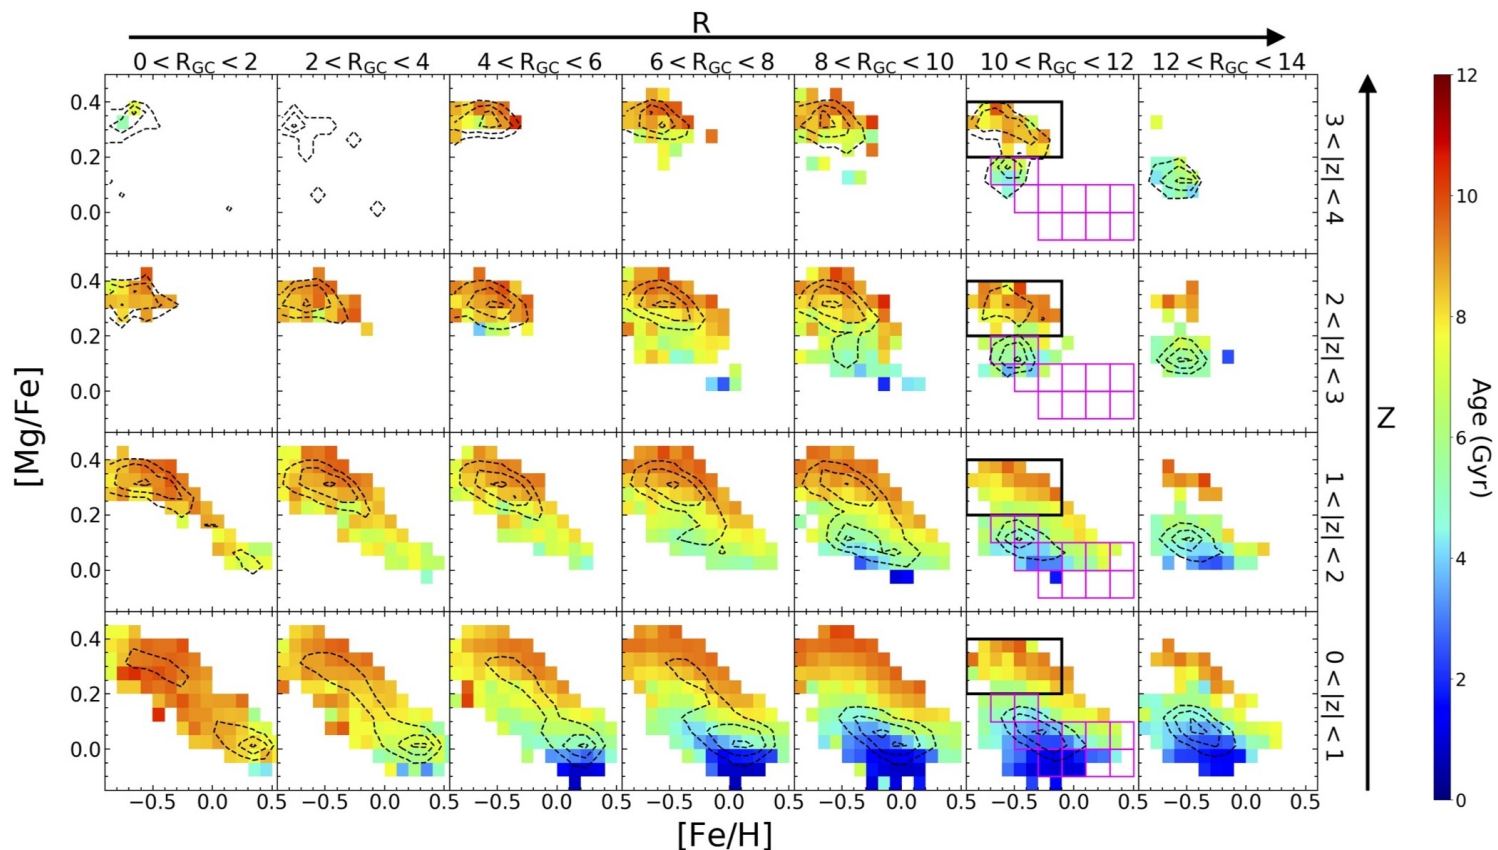 R
0 < R_GC < 2 2 < R_GC < 4 4 < R_GC < 6 6 < R_GC < 8 8 < R_GC < 10 10 < R_GC < 12 12 < R_GC < 14
0.4
0.2
0.0
3 < |z| < 4
0.4
0.2
0.0
2 < |z| < 3
0.4
0.2
0.0
1 < |z| < 2
0.4
0.2
0.0
0 < |z| < 1
−0.5 0.0 0.5 −0.5 0.0 0.5 −0.5 0.0 0.5 −0.5 0.0 0.5 −0.5 0.0 0.5 −0.5 0.0 0.5 −0.5 0.0 0.5
[Fe/H]
[Mg/Fe]
Z
12
10
8
6
4
2
0
Age (Gyr)